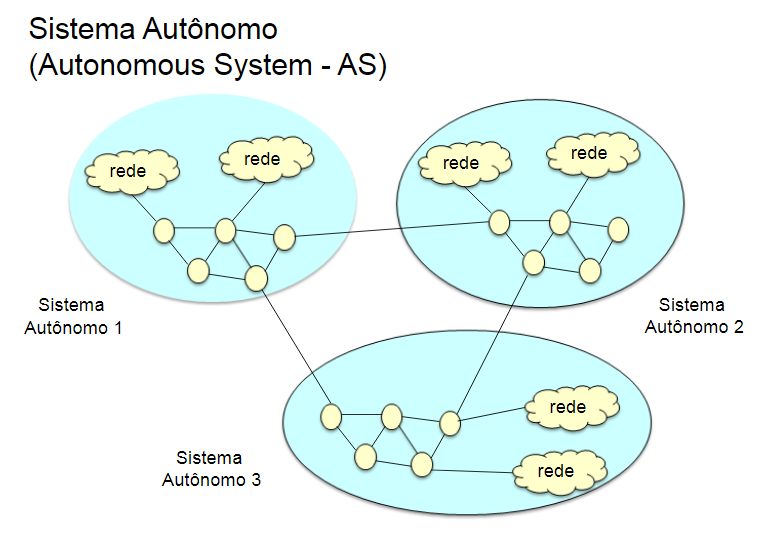 Sistema Autônomo
(Autonomous System - AS)
rede
rede
rede
rede
Sistema
Autônomo 1
Sistema
Autônomo 2
rede
rede
Sistema
Autônomo 3